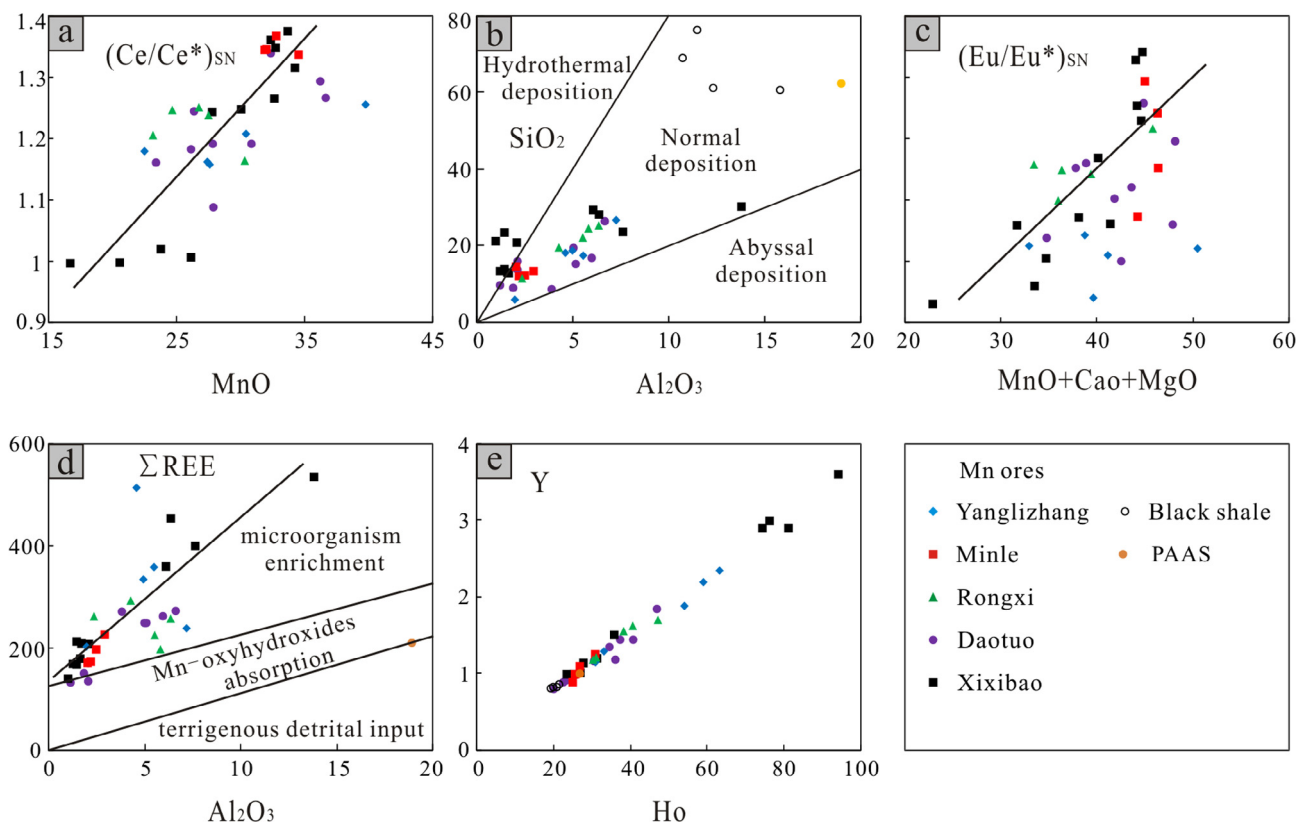 a
(Ce/Ce*)SN
1.4
1.3
1.2
1.1
1
0.9
15
25
35
45
MnO
b
Hydrothermal
deposition
SiO2
Normal
deposition
Abyssal
deposition
80
60
40
20
0
0
5
10
15
20
Al2O3
c
(Eu/Eu*)SN
20
30
40
50
60
MnO+Cao+MgO
d
ΣREE
microorganism
enrichment
Mn-oxyhydroxides
absorption
terrigenous detrital input
600
400
200
0
0
5
10
15
20
Al2O3
e
Y
4
3
2
1
0
0
20
40
60
80
100
Ho
Mn ores
Yanglizhang
Black shale
Minle
PAAS
Rongxi
Daotuo
Xixibao